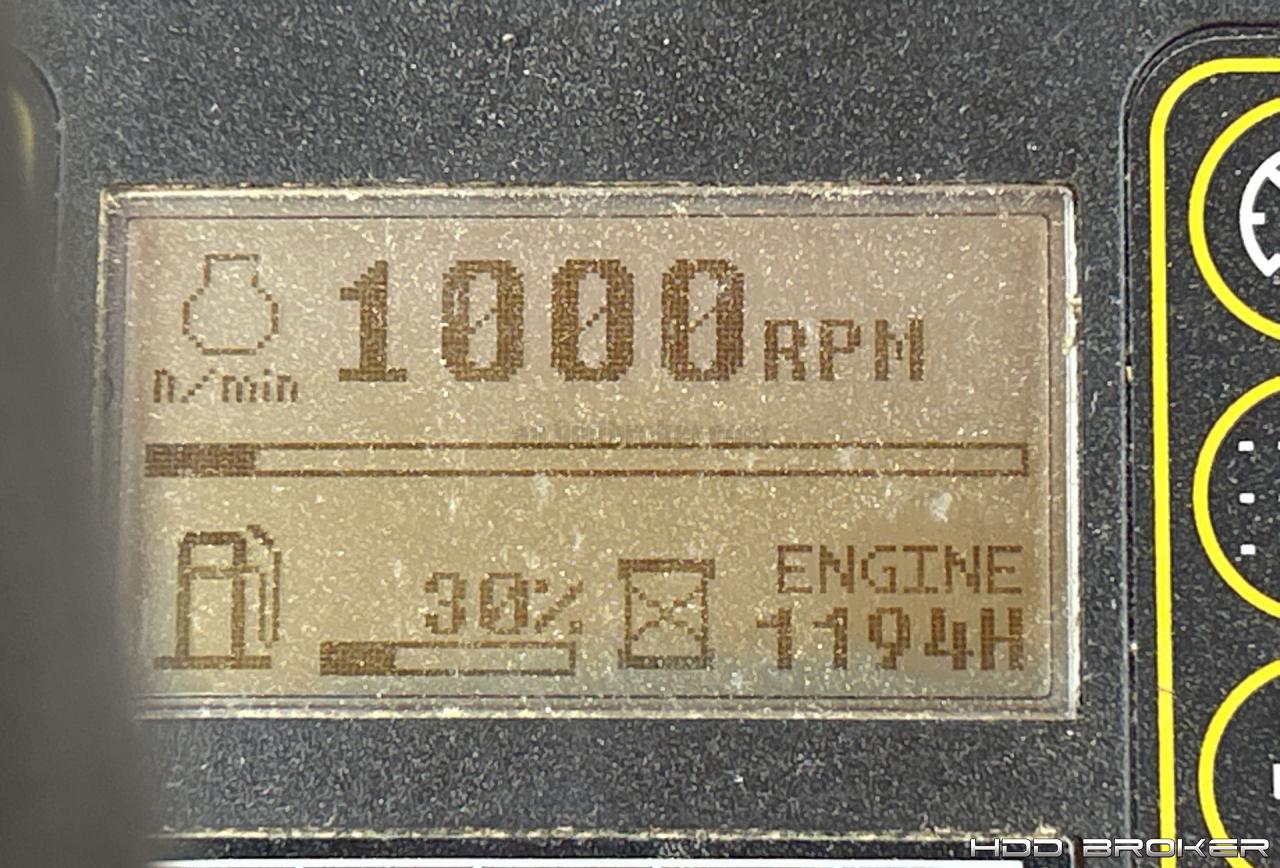 1000 RPM
n/min
30%
ENGINE
1194H
HDD BROKER